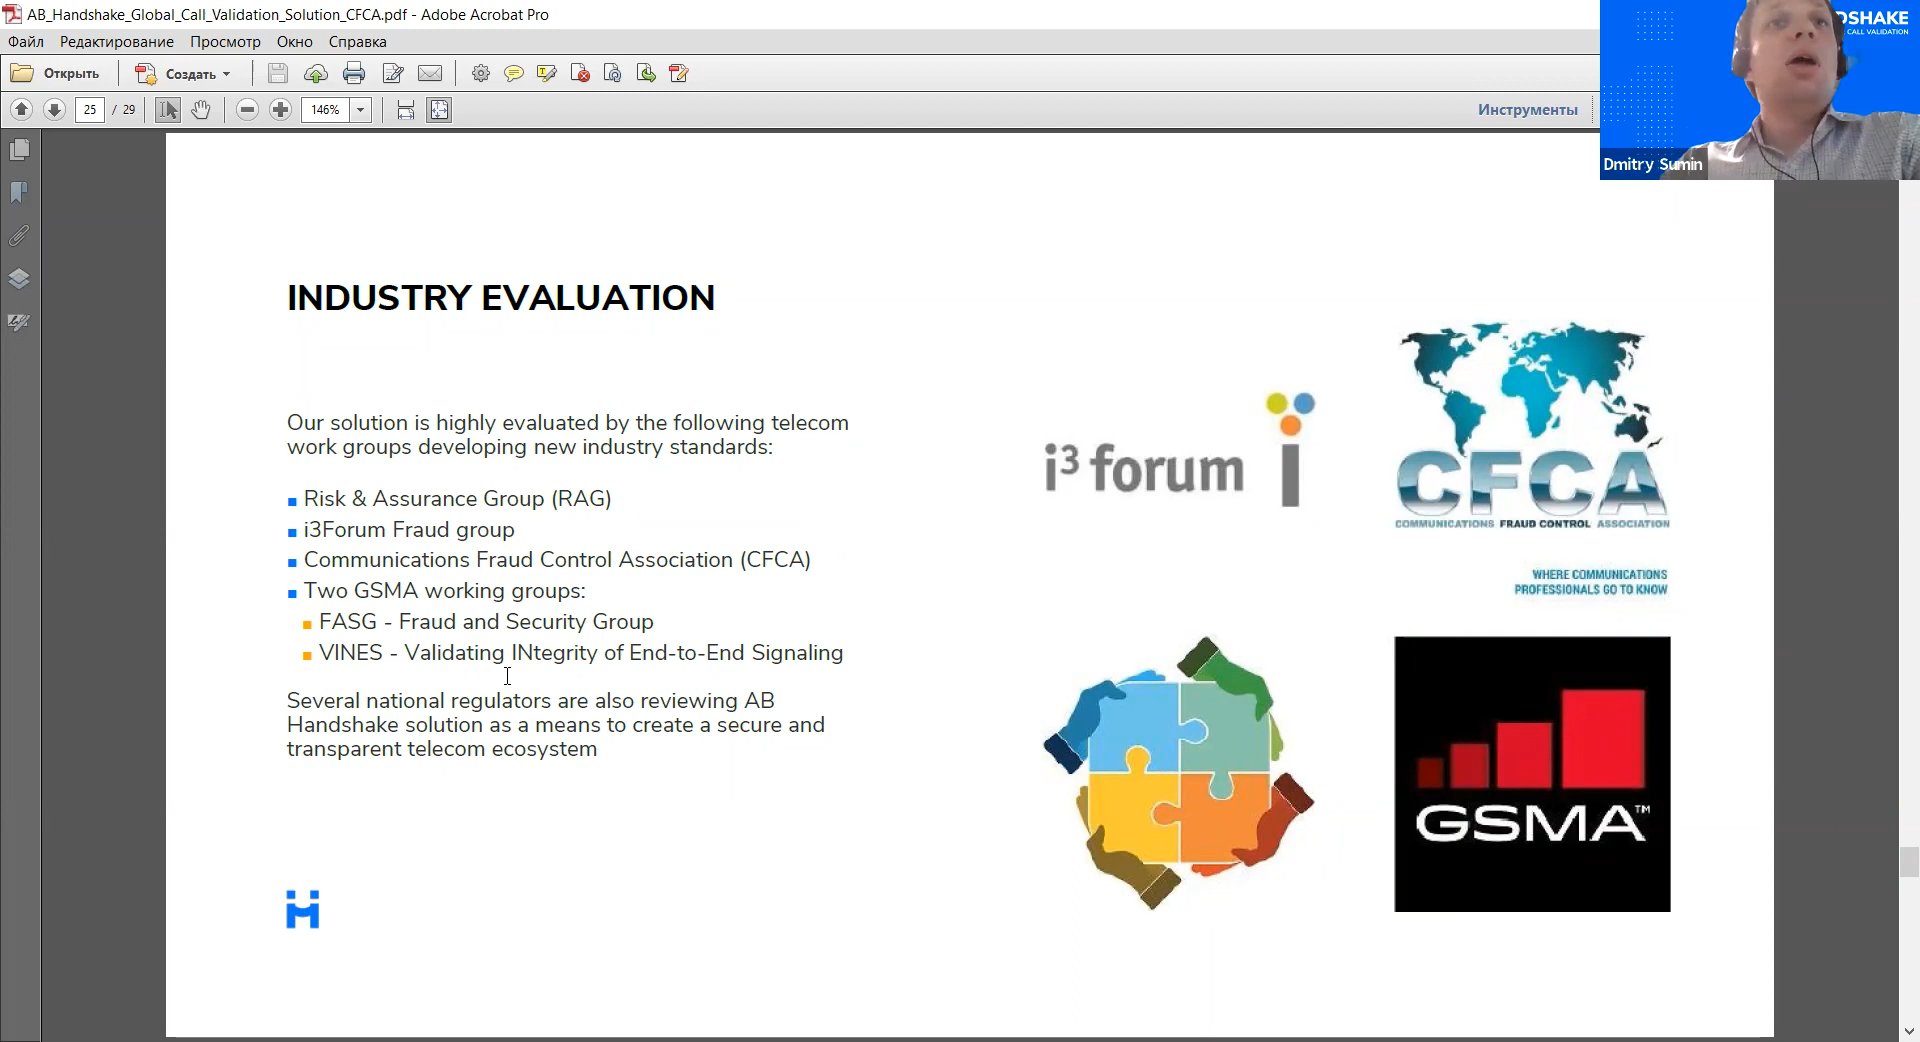 AB_Handshake_Global_Call_Validation_Solution_CFCA.pdf - Adobe Acrobat Pro
Файл Редактирование Просмотр Окно Справка
Открыть Создать
25 / 29 146% Инструменты
DSHAKE
CALL VALIDATION
Dmitry Sumin
INDUSTRY EVALUATION
Our solution is highly evaluated by the following telecom
work groups developing new industry standards:
Risk & Assurance Group (RAG)
i3Forum Fraud group
Communications Fraud Control Association (CFCA)
Two GSMA working groups:
FASG - Fraud and Security Group
VINES - Validating INtegrity of End-to-End Signaling
Several national regulators are also reviewing AB
Handshake solution as a means to create a secure and
transparent telecom ecosystem
i³ forum
CFCA
COMMUNICATIONS FRAUD CONTROL ASSOCIATION
WHERE COMMUNICATIONS
PROFESSIONALS GO TO KNOW
GSMA™